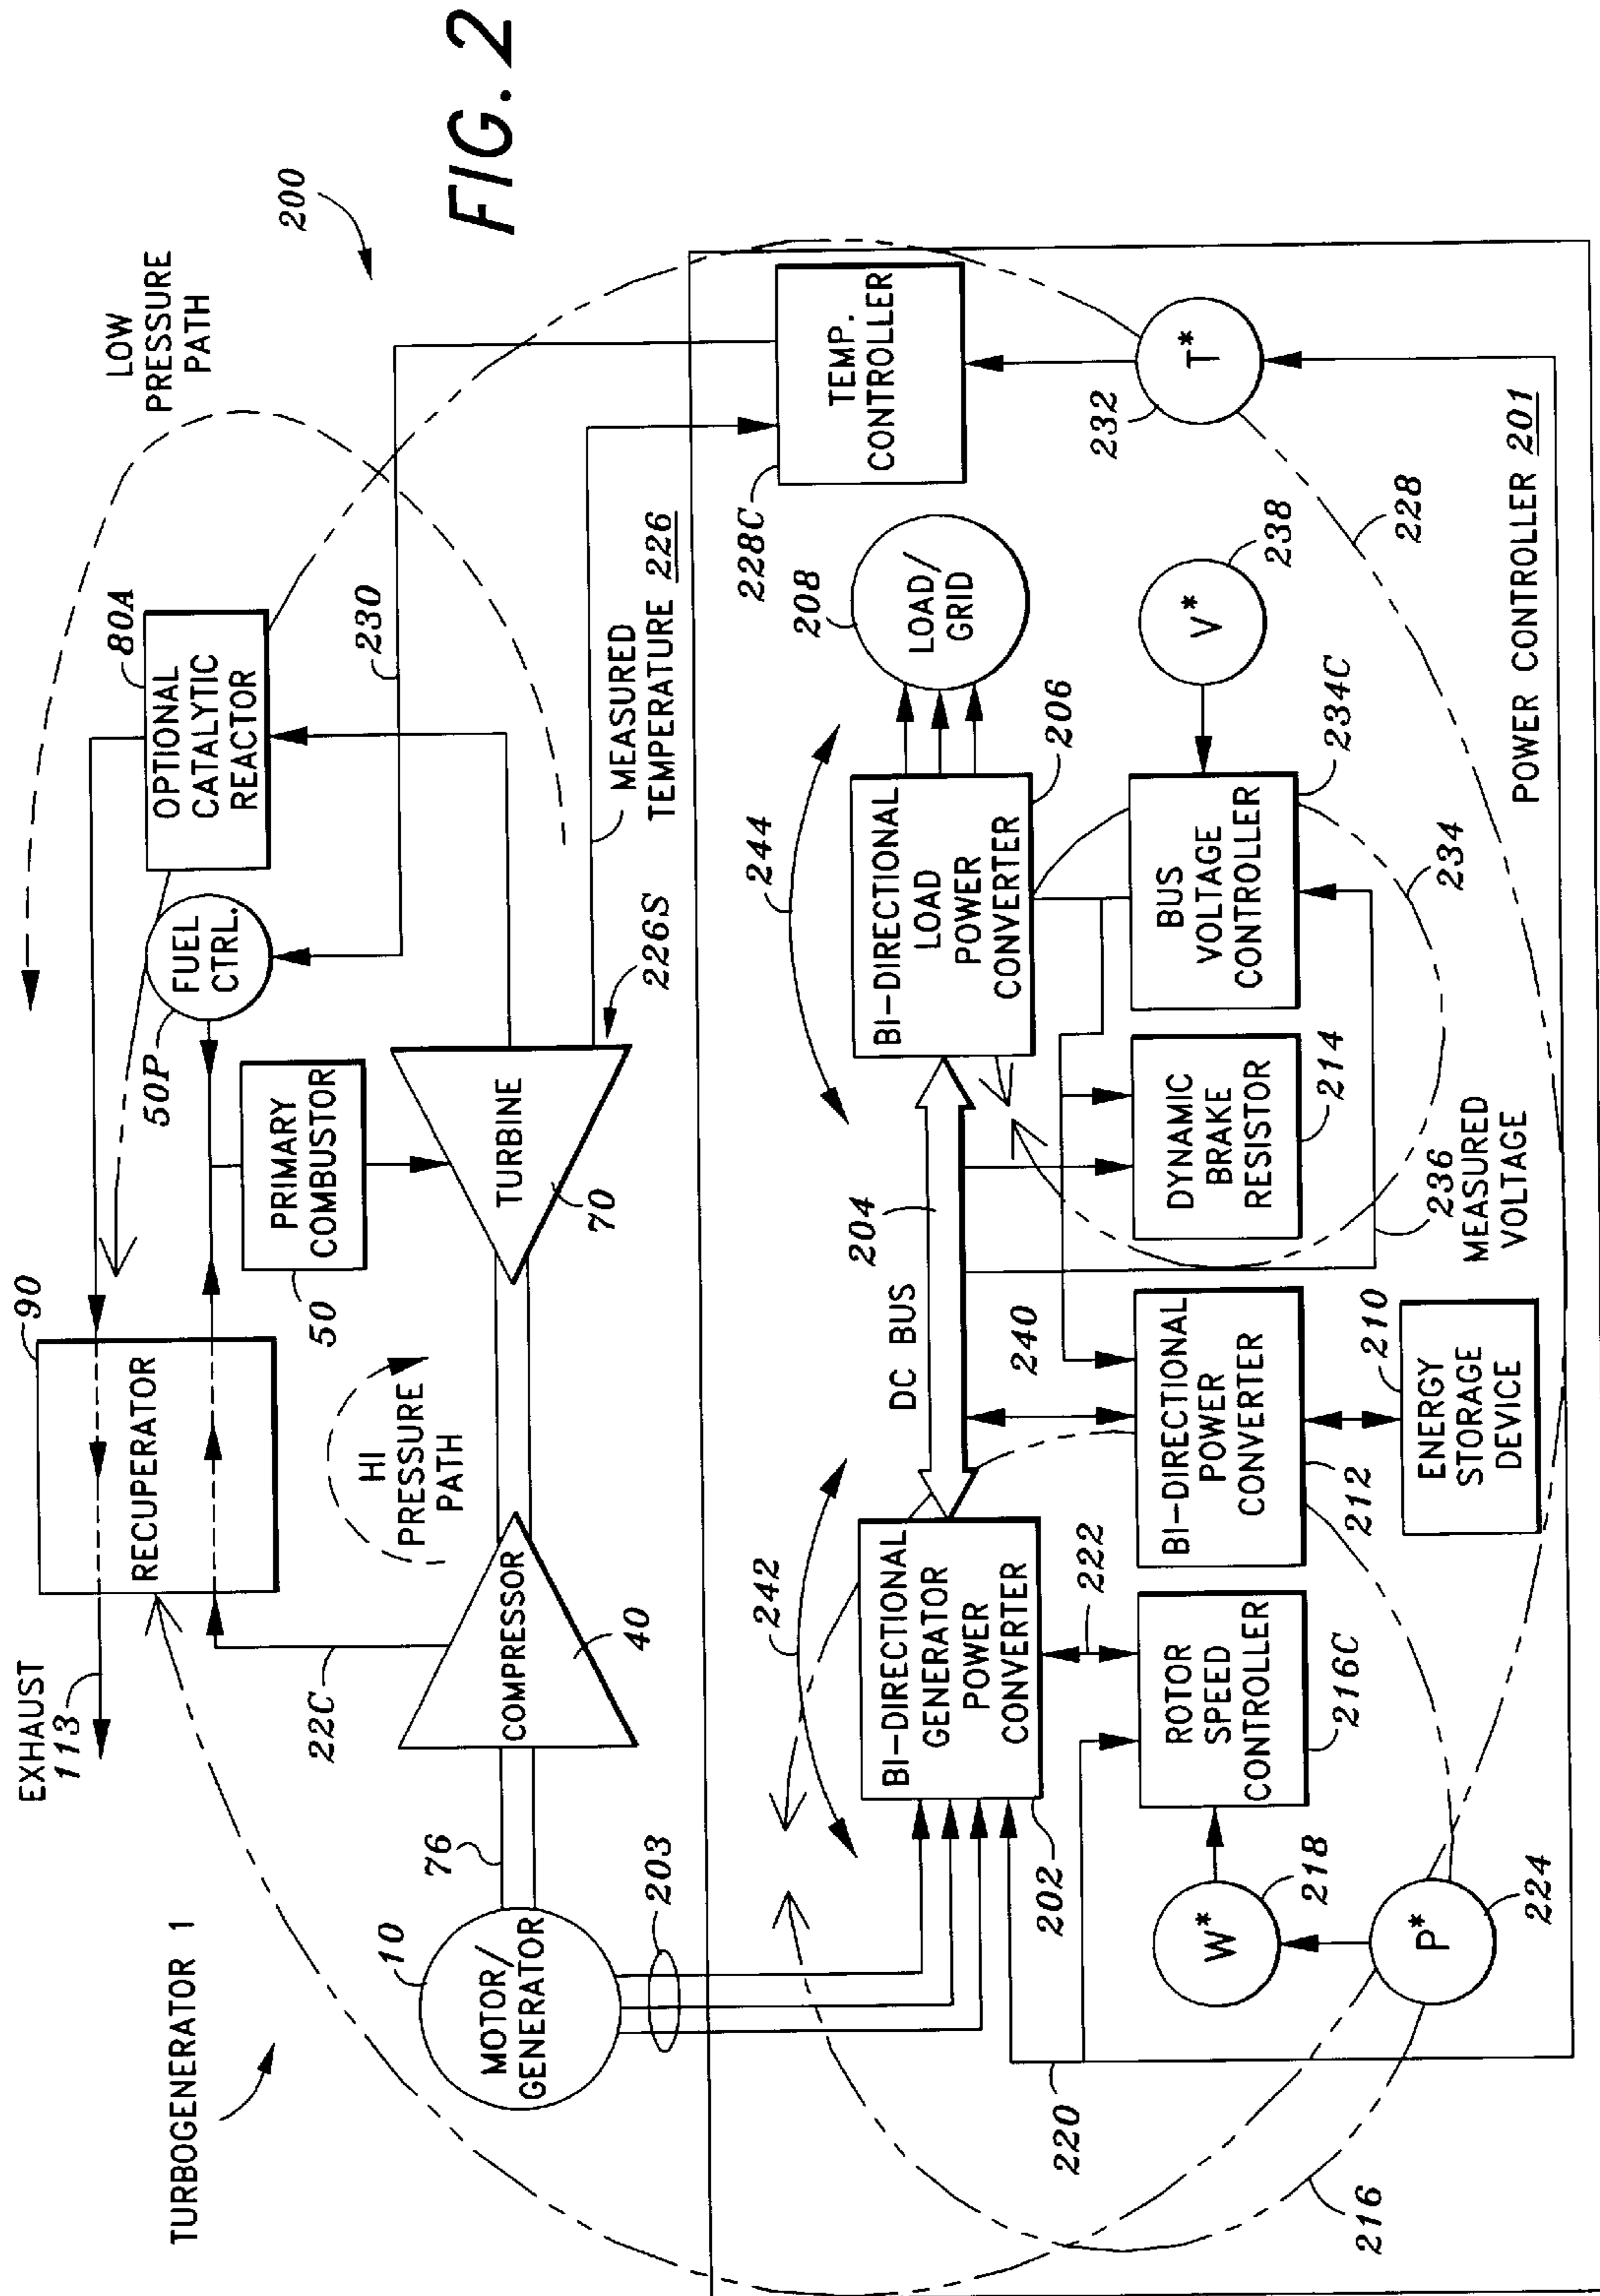 FIG. 2
200
TURBOGENERATOR 1
EXHAUST
113
90
RECUPERATOR
22C
HI
PRESSURE
PATH
LOW
PRESSURE
PATH
50P
FUEL
CTRL.
80A
OPTIONAL
CATALYTIC
REACTOR
230
50
PRIMARY
COMBUSTOR
10
MOTOR/
GENERATOR
76
COMPRESSOR
40
TURBINE
70
226S
MEASURED
TEMPERATURE 226
203
242
BI-DIRECTIONAL
GENERATOR
POWER
CONVERTER
202
DC BUS
204
244
BI-DIRECTIONAL
LOAD
POWER
CONVERTER
206
208
LOAD/
GRID
228C
TEMP.
CONTROLLER
220
222
240
W*
218
ROTOR
SPEED
CONTROLLER
216C
BI-DIRECTIONAL
POWER
CONVERTER
212
DYNAMIC
BRAKE
RESISTOR
214
BUS
VOLTAGE
CONTROLLER
234C
V*
238
232
T*
216
P*
224
210
ENERGY
STORAGE
DEVICE
236
MEASURED
VOLTAGE
234
228
POWER CONTROLLER 201